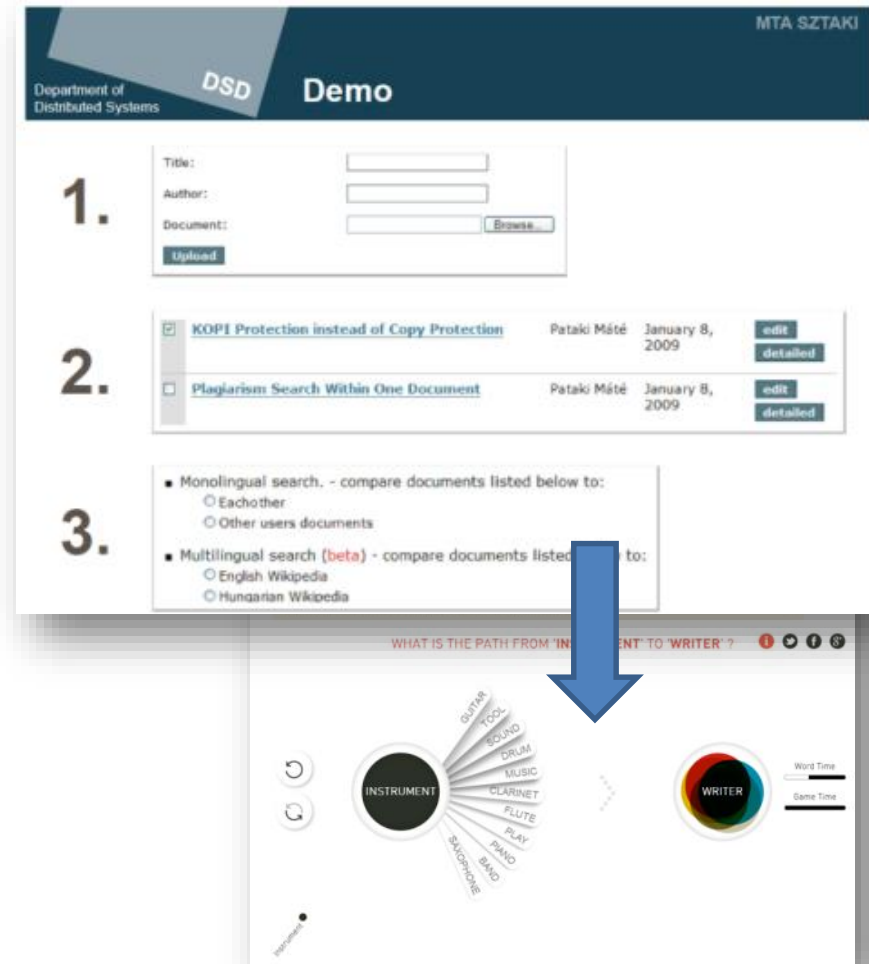 MTA SZTAKI
Department of
Distributed Systems
DSD
Demo
1.
Title:
Author:
Document:
Browse...
Upload
2.
KOPI Protection instead of Copy Protection
Pataki Máté
January 8,
2009
edit
detailed
Plagiarism Search Within One Document
Pataki Máté
January 8,
2009
edit
detailed
3.
Monolingual search. - compare documents listed below to:
Eachother
Other users documents
Multilingual search (beta) - compare documents listed to:
English Wikipedia
Hungarian Wikipedia
WHAT IS THE PATH FROM TO 'WRITER' ?
GUITAR
TOOL
SOUND
DRUM
MUSIC
CLARINET
FLUTE
PLAY
PIANO
BAND
SAXOPHONE
INSTRUMENT
WRITER
Word Time
Game Time
Instrument